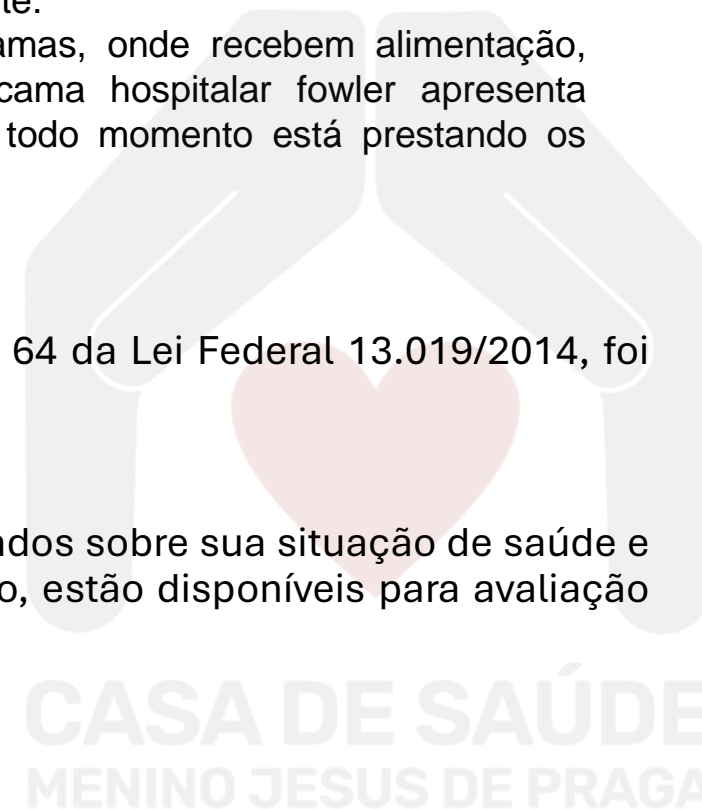 te.
amas, onde recebem alimentação,
cama hospitalar fowler apresenta
todo momento está prestando os
64 da Lei Federal 13.019/2014, foi
ados sobre sua situação de saúde e
o, estão disponíveis para avaliação
CASA DE SAÚDE
MENINO JESUS DE PRAGA